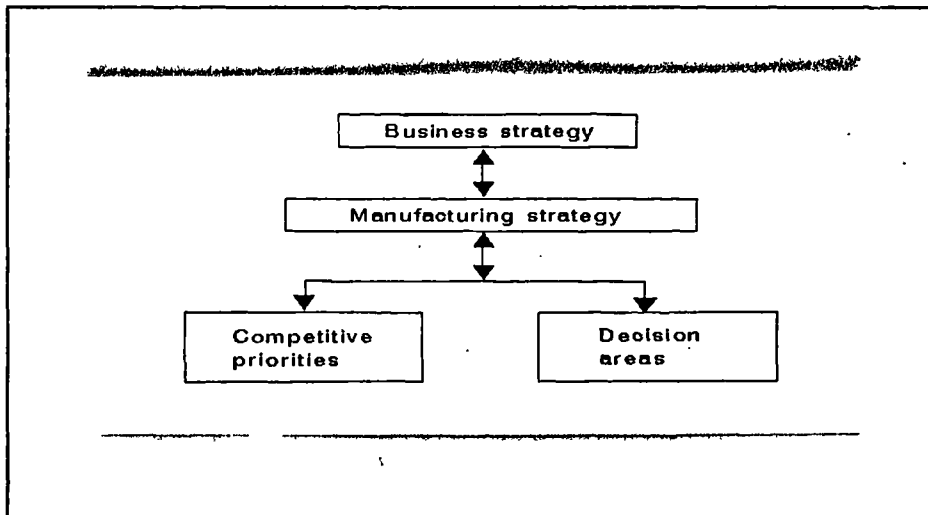 Business strategy
Manufacturing strategy
Competitive
priorities
Decision
areas